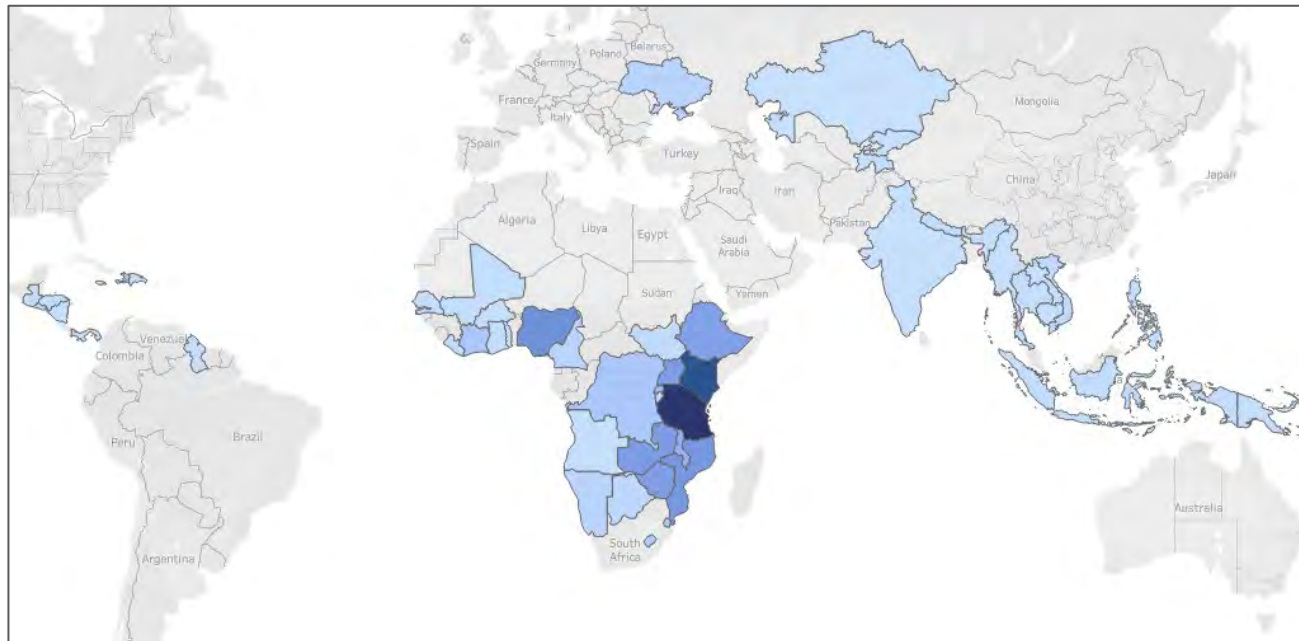 Belarus
Poland
Germany
France
Italy
Spain
Turkey
Mongolia
China
Japan
Iraq
Iran
Pakistan
Algeria
Libya
Egypt
Saudi
Arabia
Sudan
Yemen
Colombia
Peru
Brazil
Argentina
South
Africa
Australia